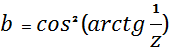 b = cos²(arctg 1/z)